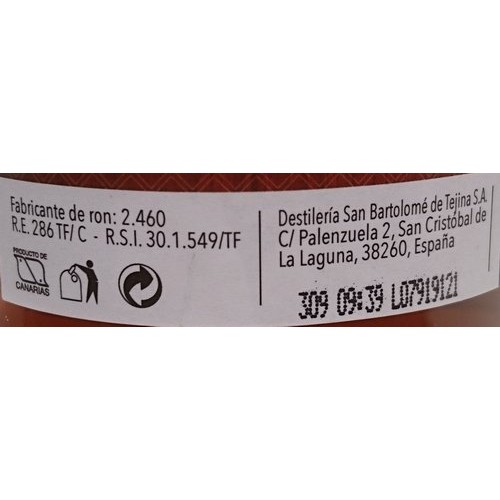 Fabricante de ron: 2.460
R.E. 286 TF/C - R.S.I. 30.1.549/TF
PRODUCTO DE
CANARIAS
Destilería San Bartolomé de Tejina S.A.
C/ Palenzuela 2, San Cristóbal de
La Laguna, 38260, España
309 09:39 L07919121